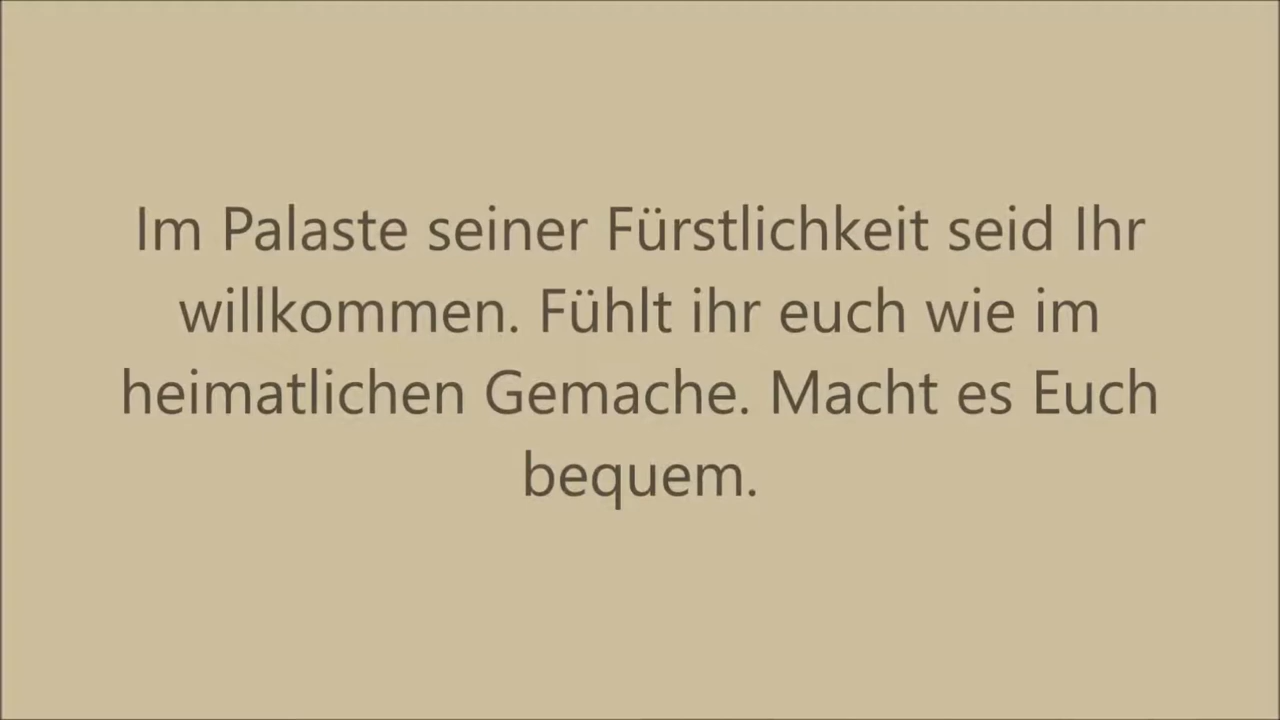 Im Palaste seiner Fürstlichkeit seid Ihr
willkommen. Fühlt ihr euch wie im
heimatlichen Gemache. Macht es Euch
bequem.